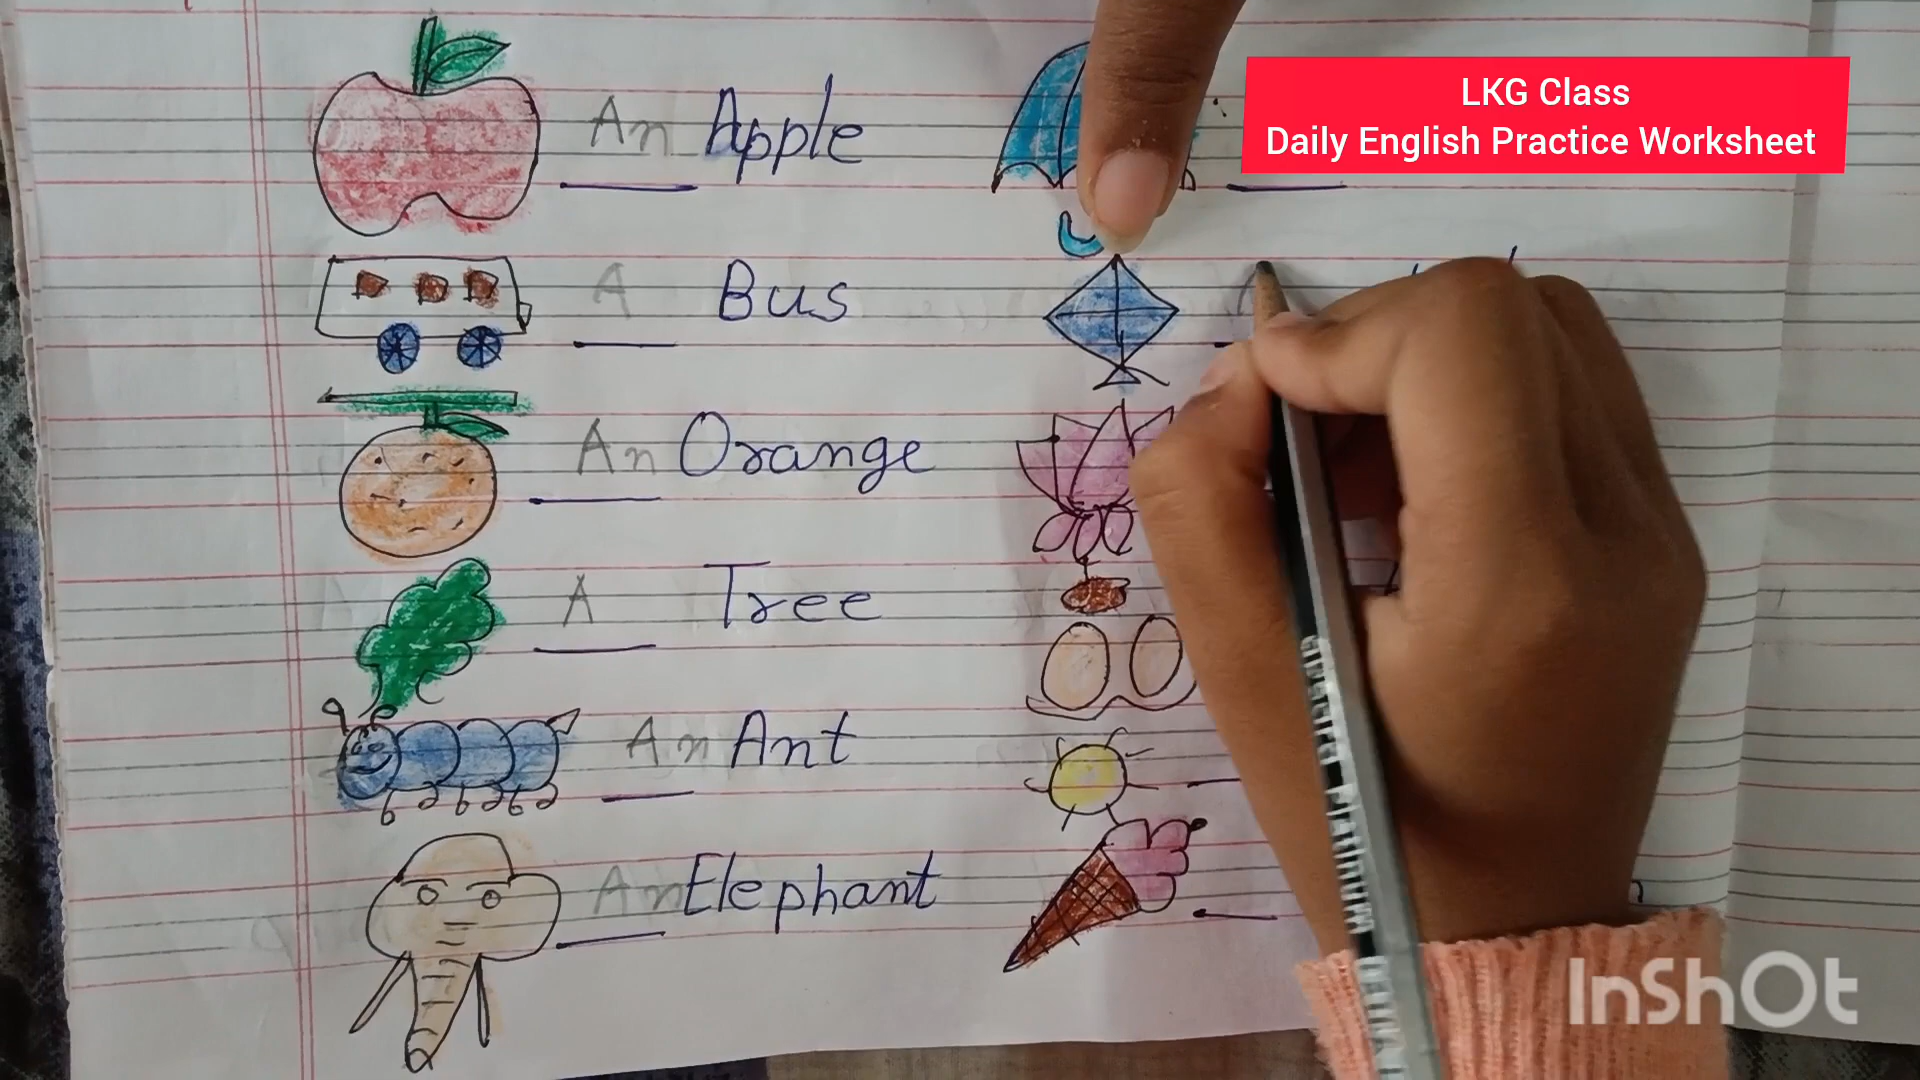 LKG Class
Daily English Practice Worksheet
An Apple
A Bus
An Orange
A Tree
An Ant
An Elephant
InShOt